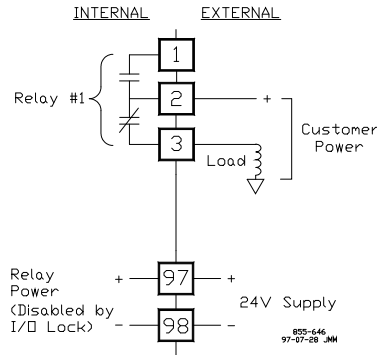 INTERNAL EXTERNAL
1
Relay #1
2 +
Customer
Power
3
Load
Relay
Power
(Disabled by
I/O Lock)
+ 97 +
24V Supply
- 98 -
855-646
97-07-28 JMM